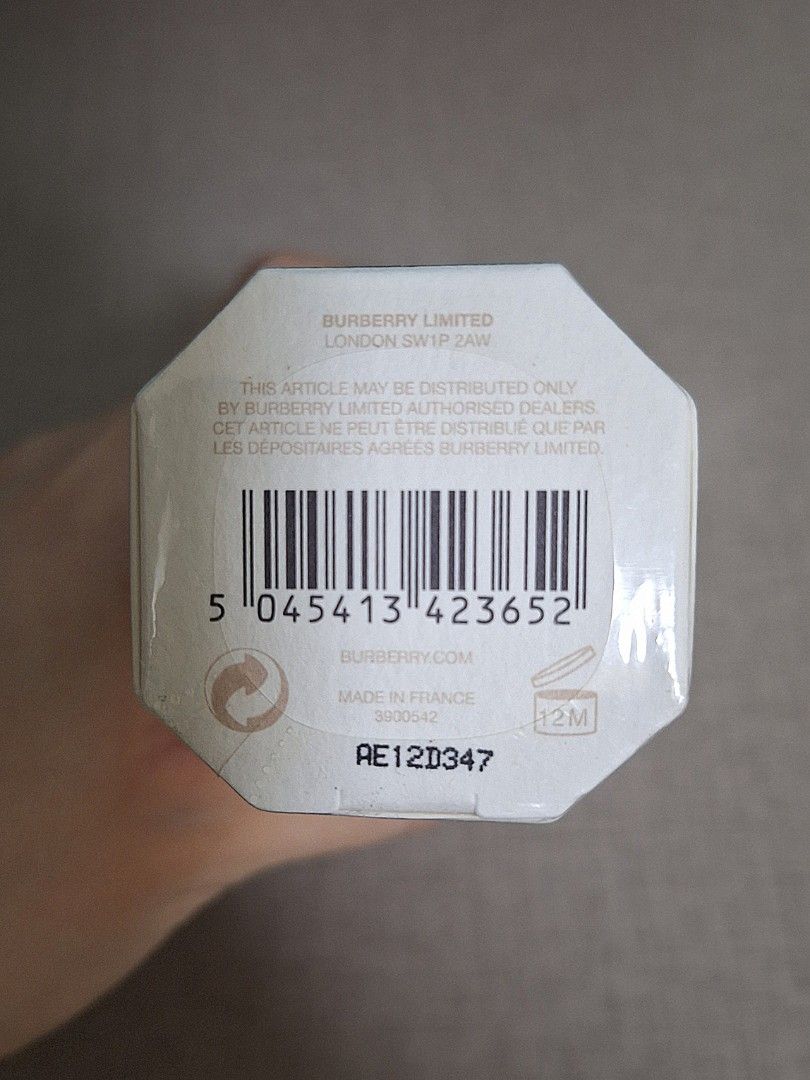 BURBERRY LIMITED
LONDON SW1P 2AW
THIS ARTICLE MAY BE DISTRIBUTED ONLY
BY BURBERRY LIMITED AUTHORISED DEALERS.
CET ARTICLE NE PEUT ÊTRE DISTRIBUÉ QUE PAR
LES DÉPOSITAIRES AGRÉÉS BURBERRY LIMITED.
5 045413 423652
BURBERRY.COM
MADE IN FRANCE
3900542
12M
AE12D347